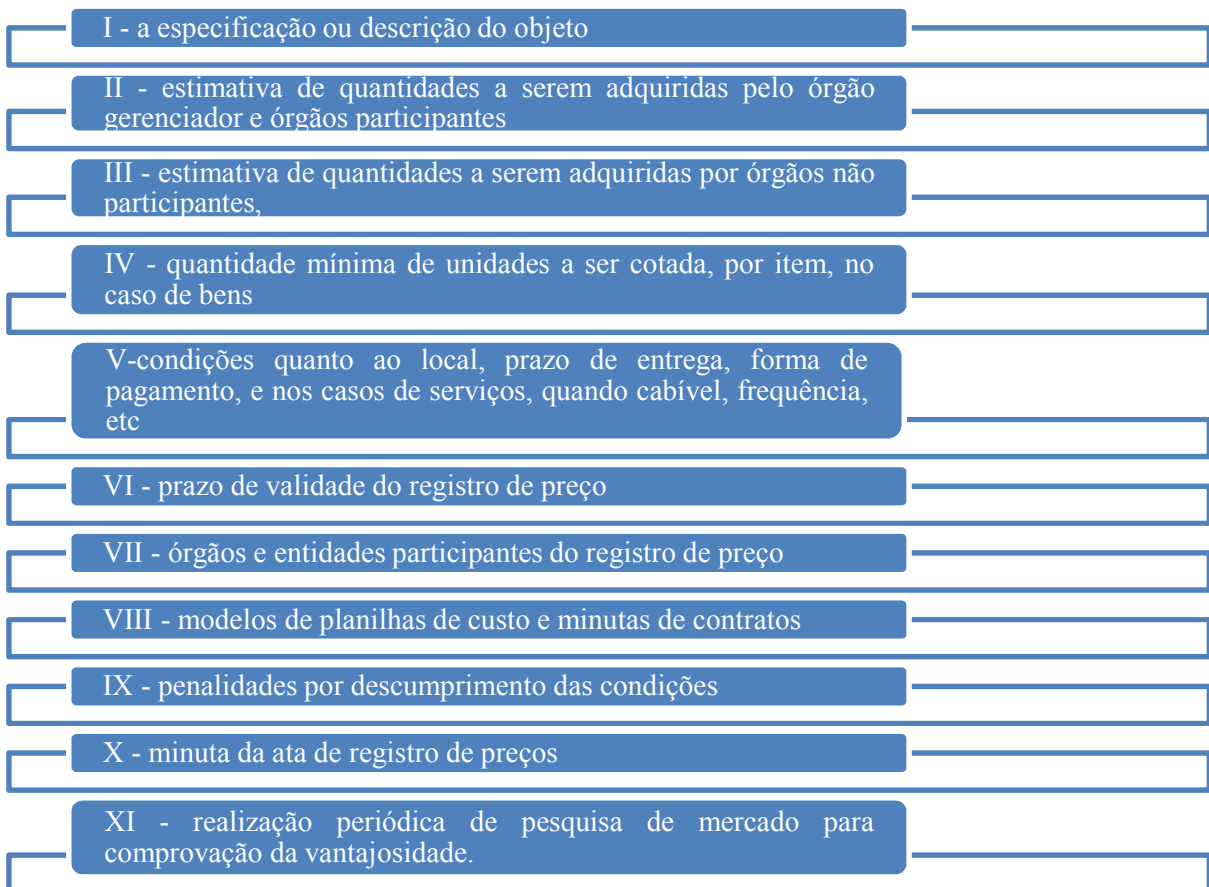 I - a especificação ou descrição do objeto
II - estimativa de quantidades a serem adquiridas pelo órgão
gerenciador e órgãos participantes
III - estimativa de quantidades a serem adquiridas por órgãos não
participantes,
IV - quantidade mínima de unidades a ser cotada, por item, no
caso de bens
V-condições quanto ao local, prazo de entrega, forma de
pagamento, e nos casos de serviços, quando cabível, frequência,
etc
VI - prazo de validade do registro de preço
VII - órgãos e entidades participantes do registro de preço
VIII - modelos de planilhas de custo e minutas de contratos
IX - penalidades por descumprimento das condições
X - minuta da ata de registro de preços
XI - realização periódica de pesquisa de mercado para
comprovação da vantajosidade.